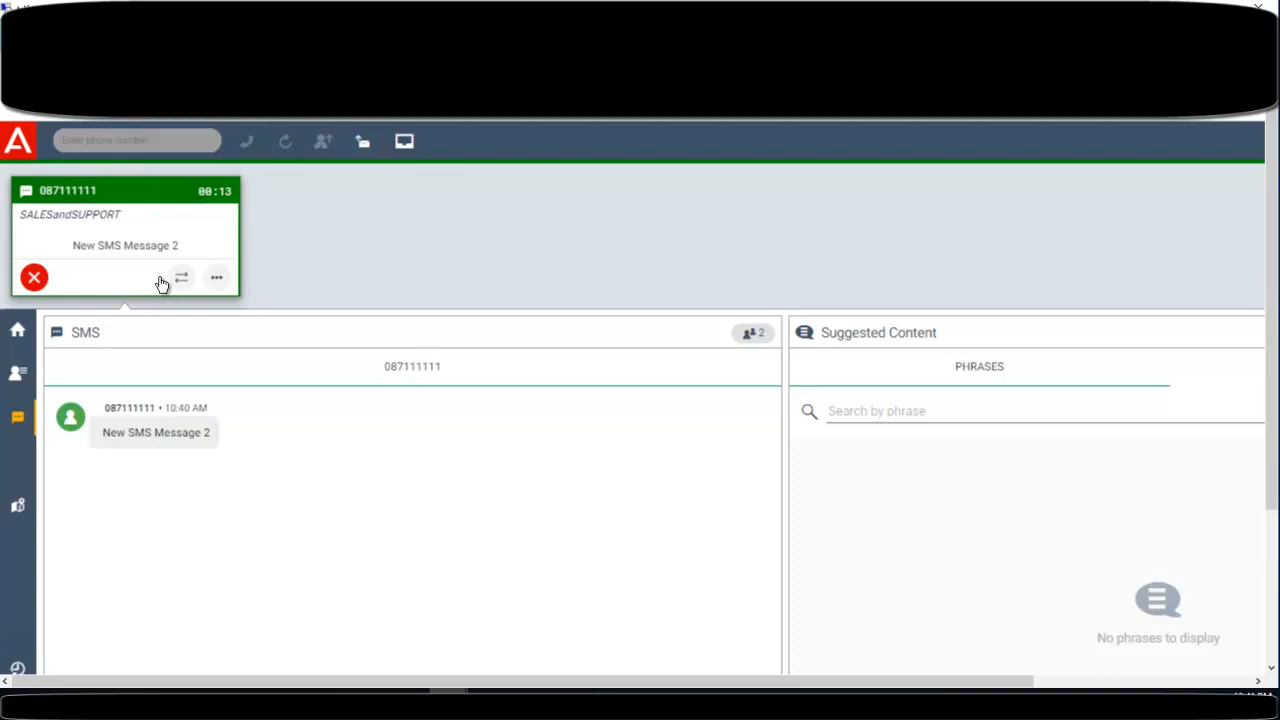 Enter phone number
087111111 00:13
SALESandSUPPORT
New SMS Message 2
SMS
2
Suggested Content
087111111
PHRASES
087111111 • 10:40 AM
New SMS Message 2
Search by phrase
No phrases to display